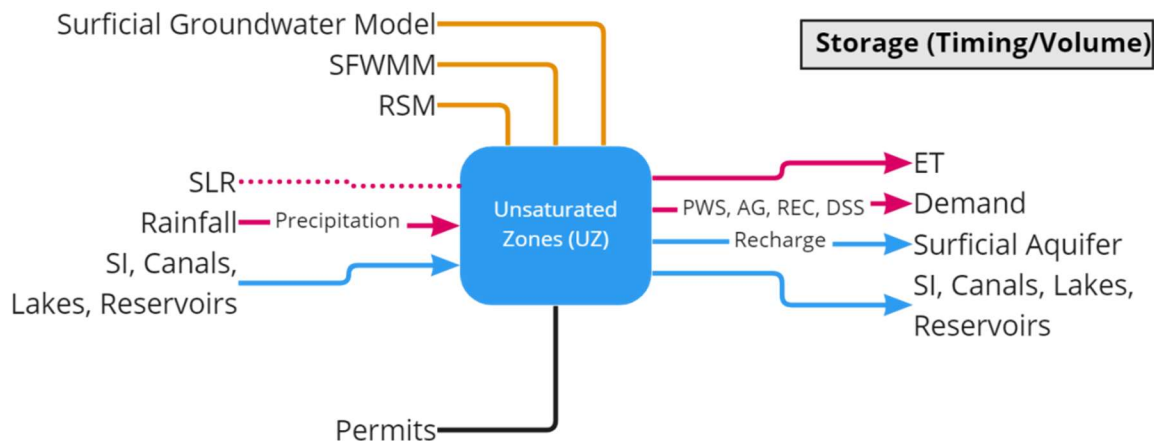 Surficial Groundwater Model
Storage (Timing/Volume)
SFWMM
RSM
SLR
Rainfall
Precipitation
SI, Canals,
Lakes, Reservoirs
Unsaturated
Zones (UZ)
ET
PWS, AG, REC, DSS
Demand
Recharge
Surficial Aquifer
SI, Canals, Lakes,
Reservoirs
Permits